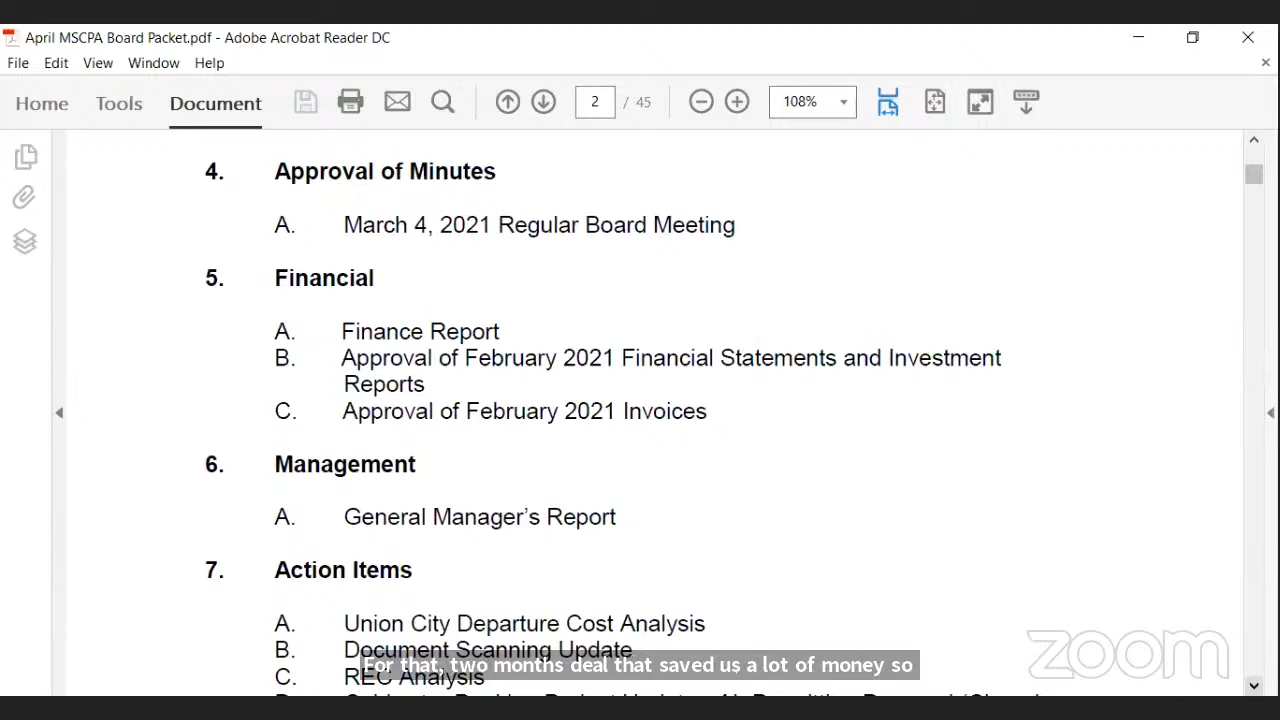 April MSCPA Board Packet.pdf - Adobe Acrobat Reader DC
File Edit View Window Help
Home Tools Document 2 / 45 108%
4. Approval of Minutes
A. March 4, 2021 Regular Board Meeting
5. Financial
A. Finance Report
B. Approval of February 2021 Financial Statements and Investment
Reports
C. Approval of February 2021 Invoices
6. Management
A. General Manager's Report
7. Action Items
A. Union City Departure Cost Analysis
B. Document Scanning Update
For that, two months deal that saved us a lot of money so
C. REC Analysis
zoom